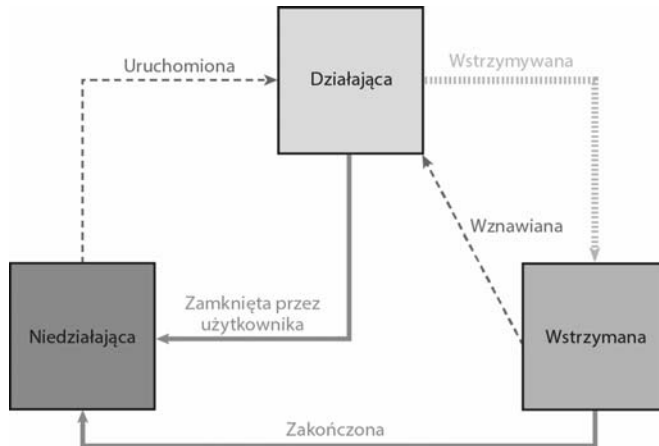 Uruchomiona
Działająca
Wstrzymywana
Wznawiana
Zamknięta przez
użytkownika
Niedziałająca
Wstrzymana
Zakończona